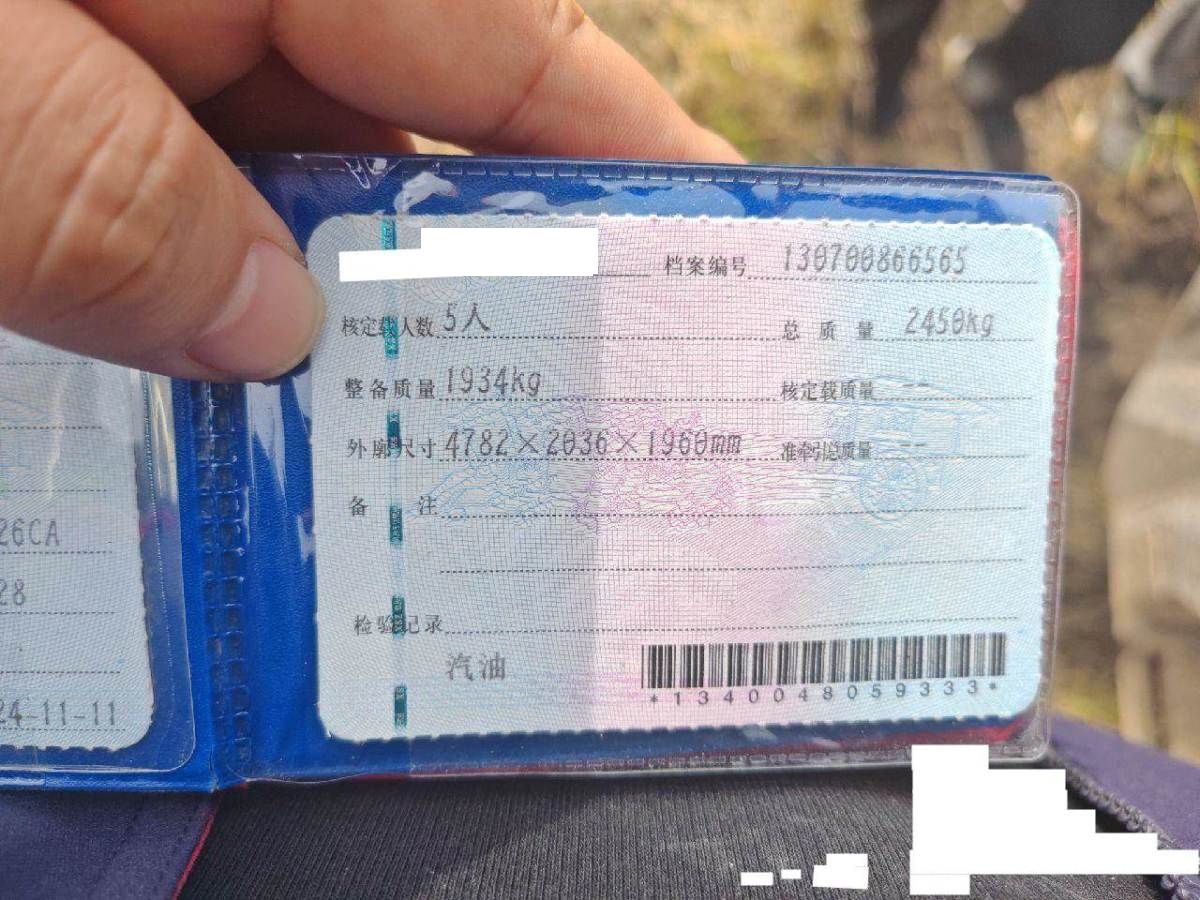 档案编号 130700866565
核定载人数 5人 总质量 2450kg
整备质量 1934kg 核定载质量 --
外廓尺寸 4782×2036×1960mm 准牵引总质量 --
备注
检验记录
汽油
*1340048059333*
26CA
28
24-11-11